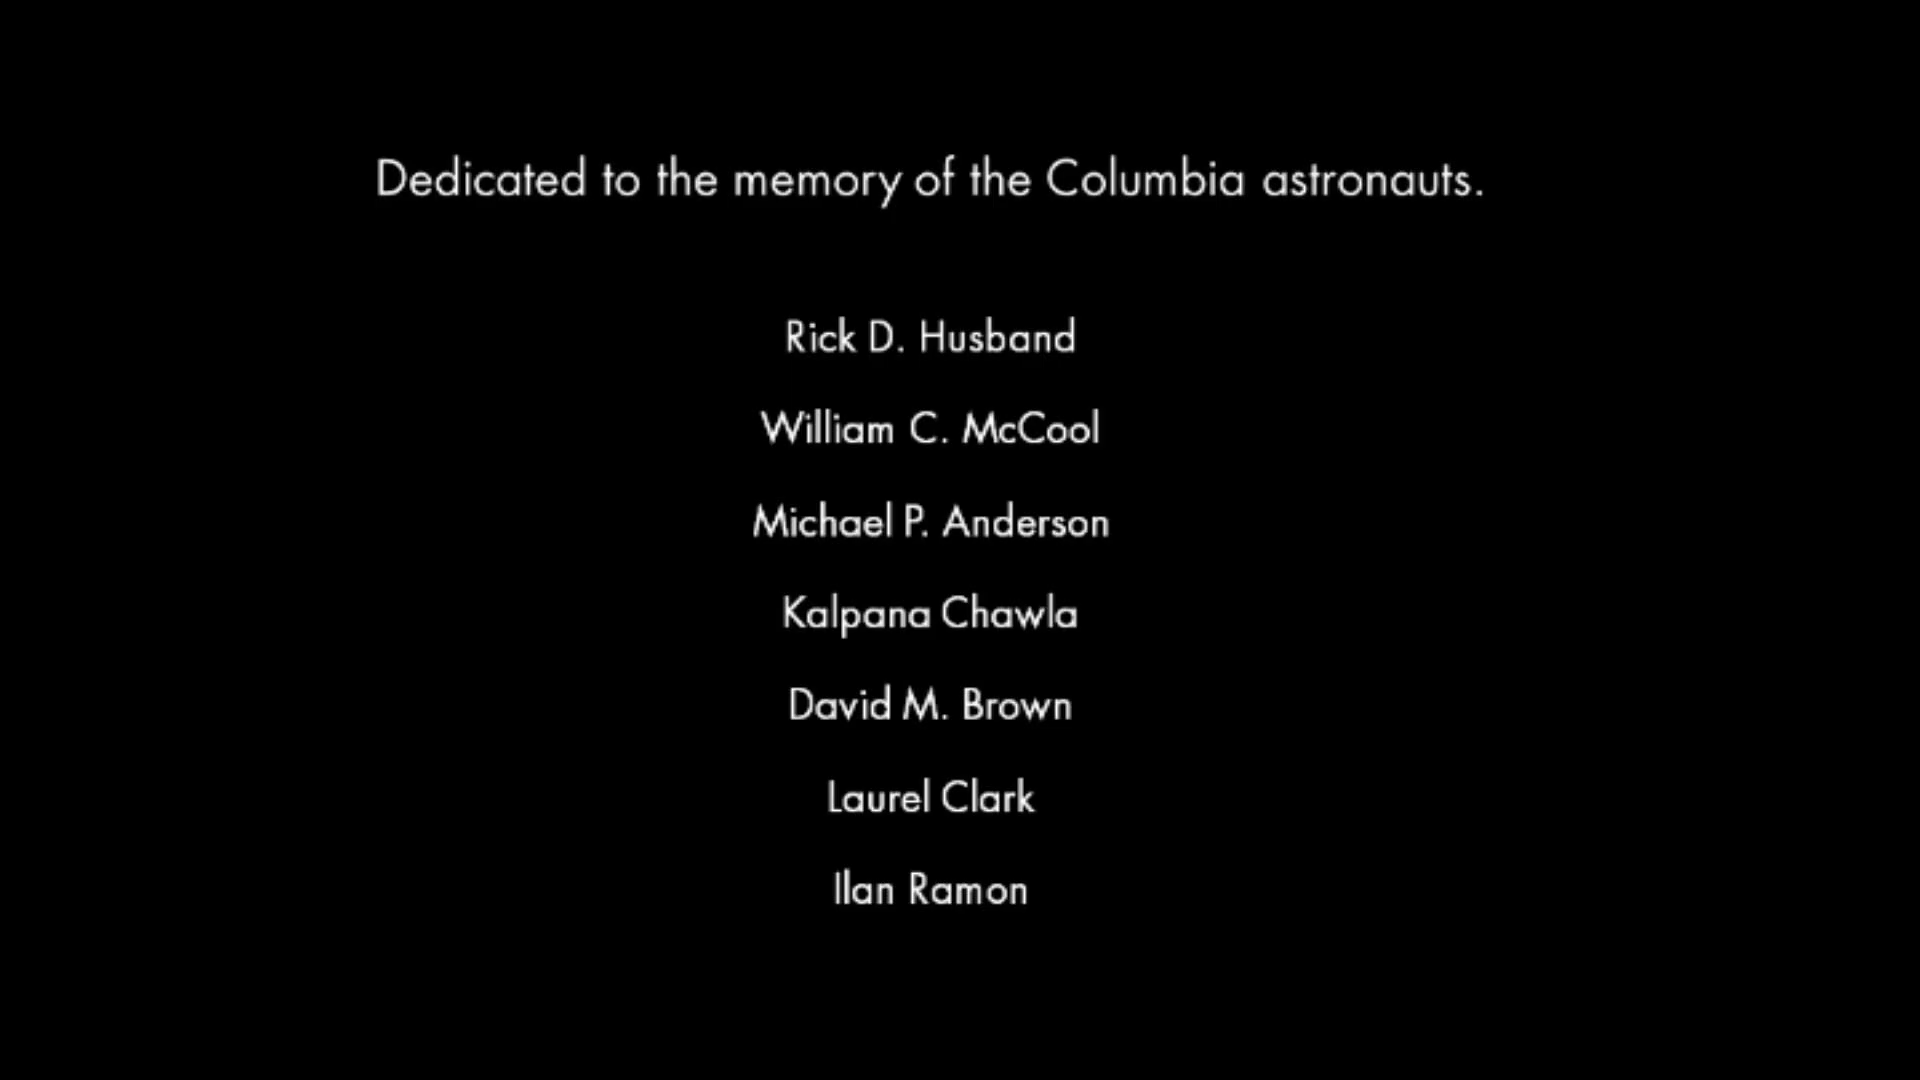 Dedicated to the memory of the Columbia astronauts.
Rick D. Husband
William C. McCool
Michael P. Anderson
Kalpana Chawla
David M. Brown
Laurel Clark
Ilan Ramon